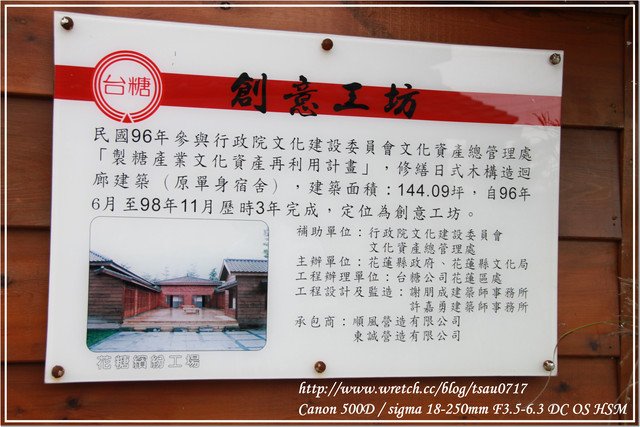 台糖
創意工坊
民國96年參與行政院文化建設委員會文化資產總管理處
「製糖產業文化資產再利用計畫」，修繕日式木構造迴
廊建築（原單身宿舍），建築面積：144.09坪，自96年
6月至98年11月歷時3年完成，定位為創意工坊。
補助單位：行政院文化建設委員會
文化資產總管理處
主辦單位：花蓮縣政府、花蓮縣文化局
工程辦理單位：台糖公司花蓮區處
工程設計及監造：謝朋成建築師事務所
許嘉勇建築師事務所
承包商：順風營造有限公司
東誠營造有限公司
花糖繽紛工場
http://www.wretch.cc/blog/tsau0717
Canon 500D / sigma 18-250mm F3.5-6.3 DC OS HSM